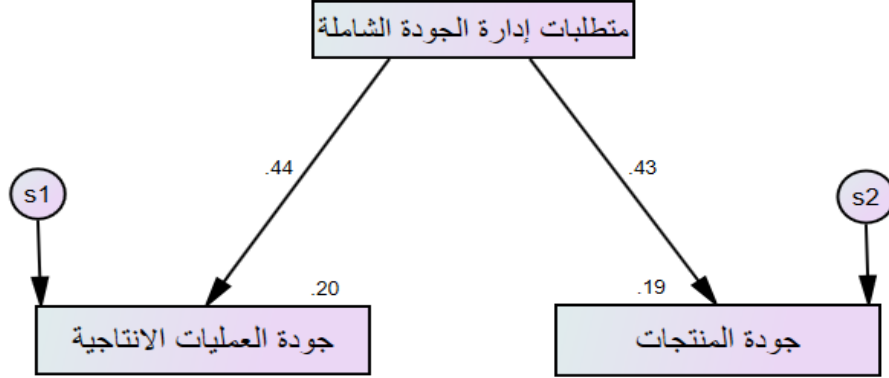 متطلبات إدارة الجودة الشاملة
.44
.43
s1
s2
.20
.19
جودة العمليات الانتاجية
جودة المنتجات